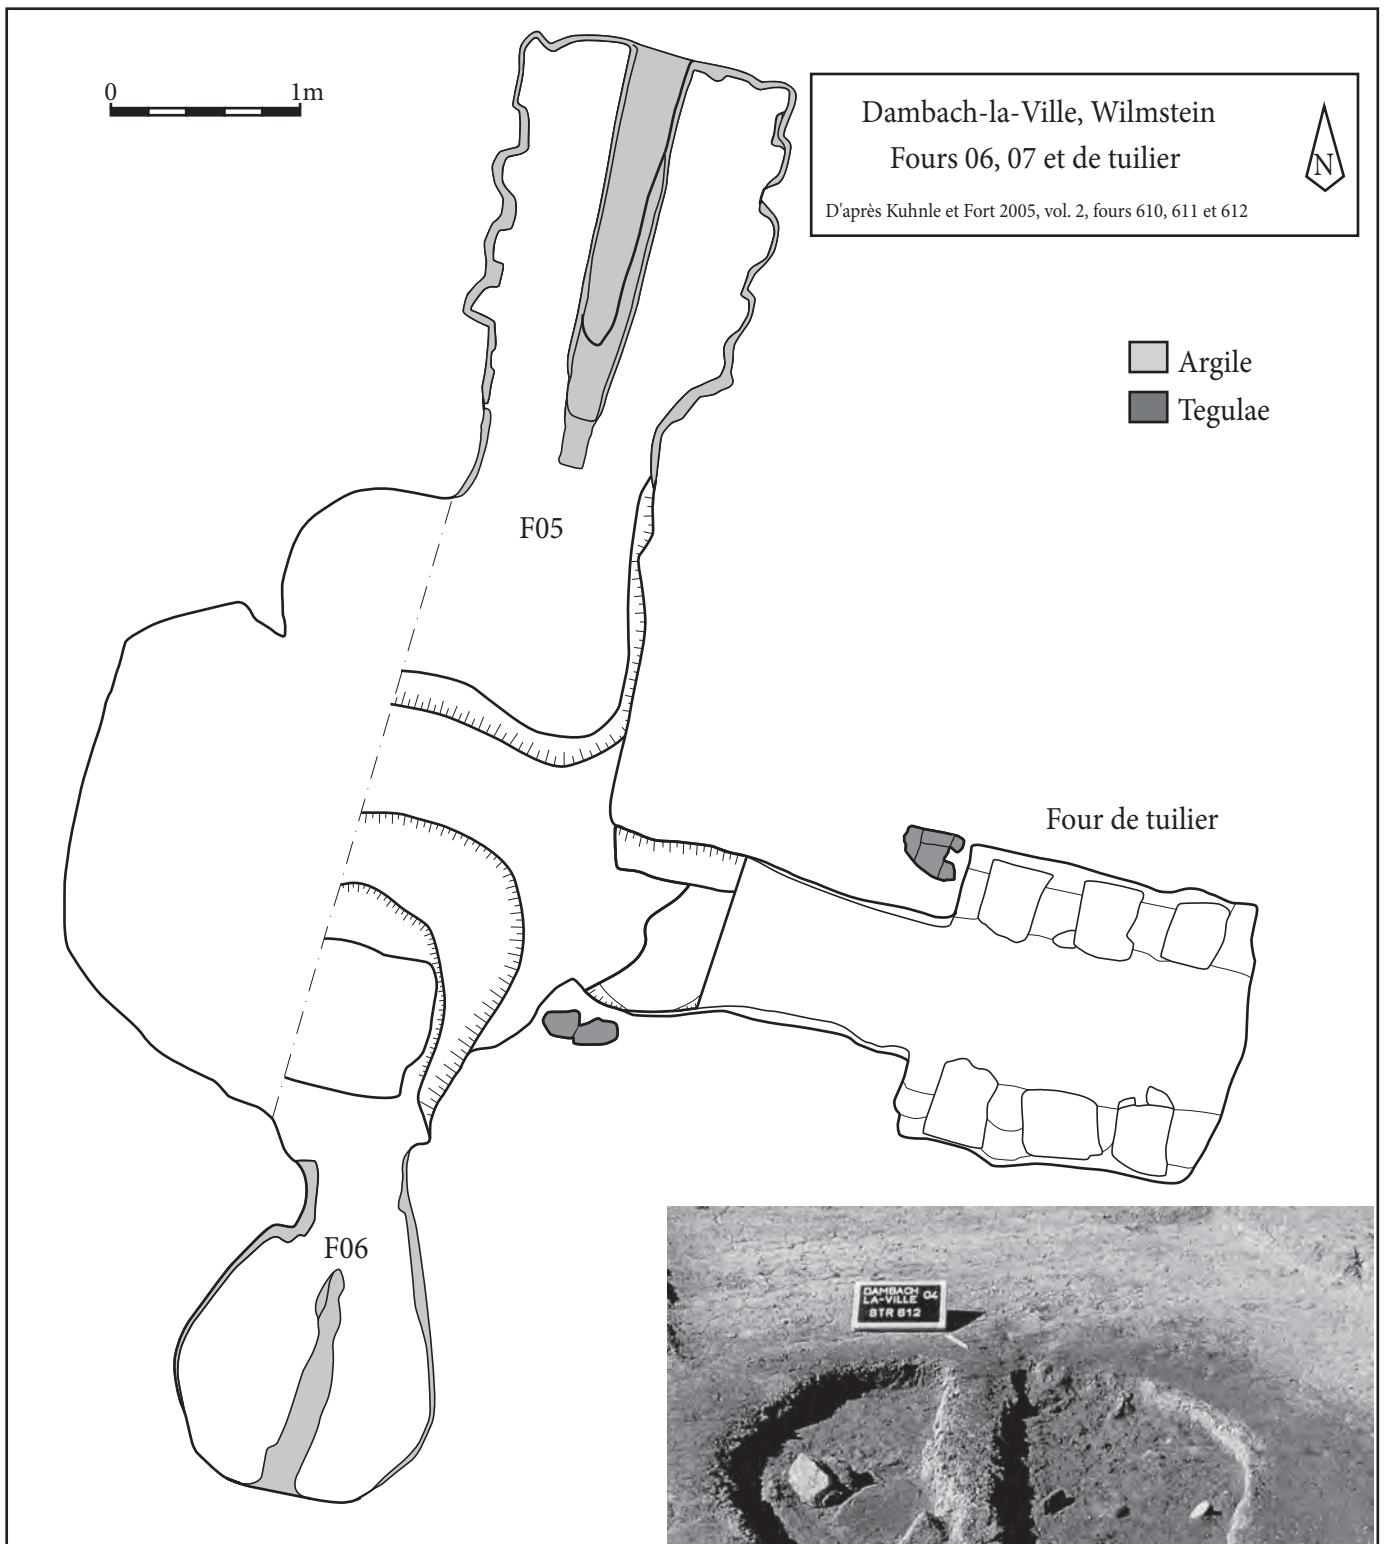 0 1m
Dambach-la-Ville, Wilmstein
Fours 06, 07 et de tuilier
N
D'après Kuhnle et Fort 2005, vol. 2, fours 610, 611 et 612
Argile
Tegulae
F05
Four de tuilier
F06
DAMBACH 04
LA-VILLE
STR 612